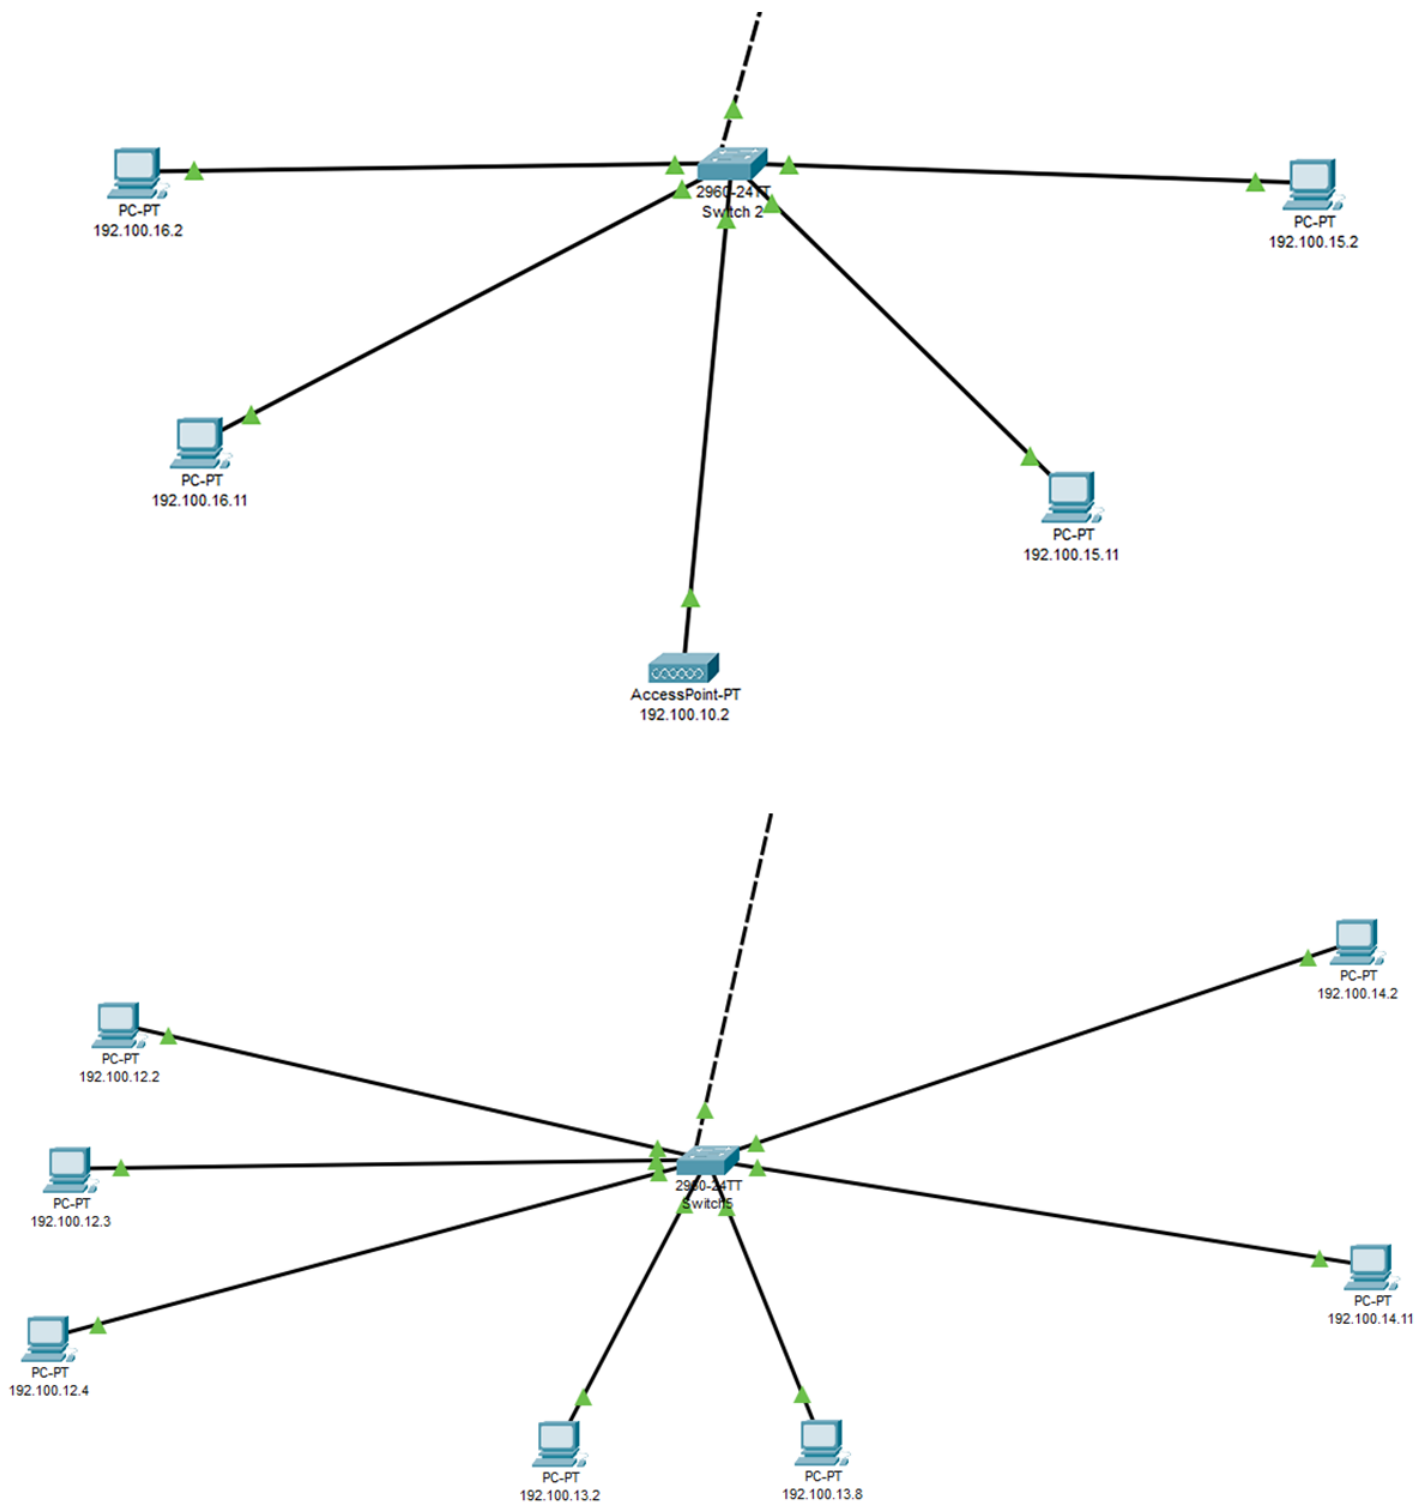 2960-24TT
Switch 2
PC-PT
192.100.16.2
PC-PT
192.100.15.2
PC-PT
192.100.16.11
PC-PT
192.100.15.11
AccessPoint-PT
192.100.10.2
PC-PT
192.100.14.2
PC-PT
192.100.12.2
PC-PT
192.100.12.3
2960-24TT
Switch5
PC-PT
192.100.14.11
PC-PT
192.100.12.4
PC-PT
192.100.13.2
PC-PT
192.100.13.8